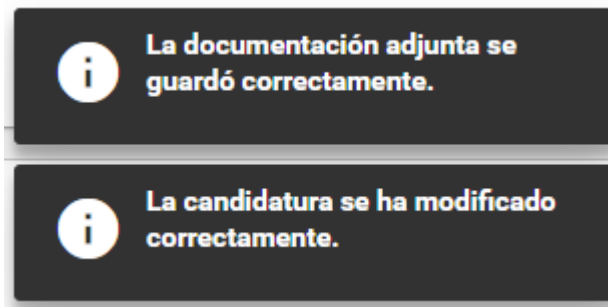 La documentación adjunta se
guardó correctamente.
La candidatura se ha modificado
correctamente.